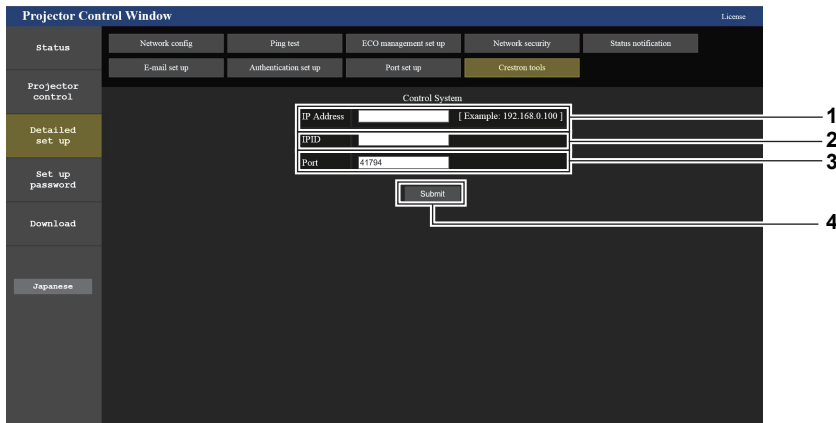 Projector Control Window
License
Status
Network config
Ping test
ECO management set up
Network security
Status notification
E-mail set up
Authentication set up
Port set up
Crestron tools
Projector
control
Detailed
set up
Set up
password
Download
Japanese
Control System
IP Address [ Example: 192.168.0.100 ]
IPID
Port 41794
Submit
1
2
3
4